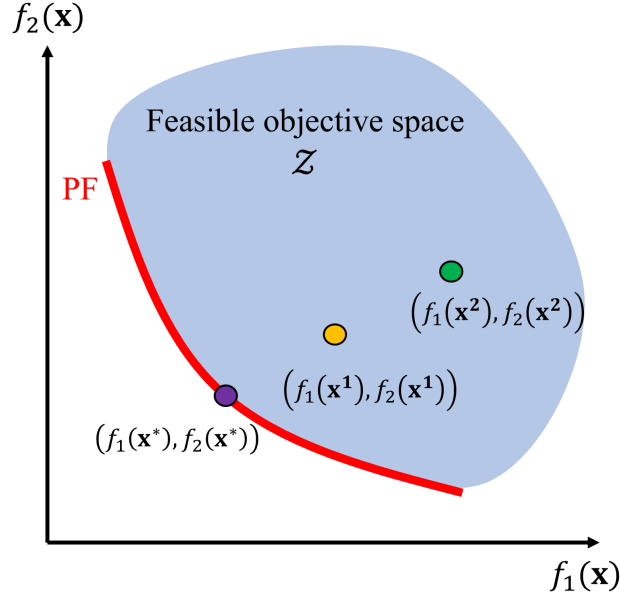 f₂(𝐱)
Feasible objective space
𝒵
PF
(f₁(𝐱²), f₂(𝐱²))
(f₁(𝐱¹), f₂(𝐱¹))
(f₁(𝐱*), f₂(𝐱*))
f₁(𝐱)